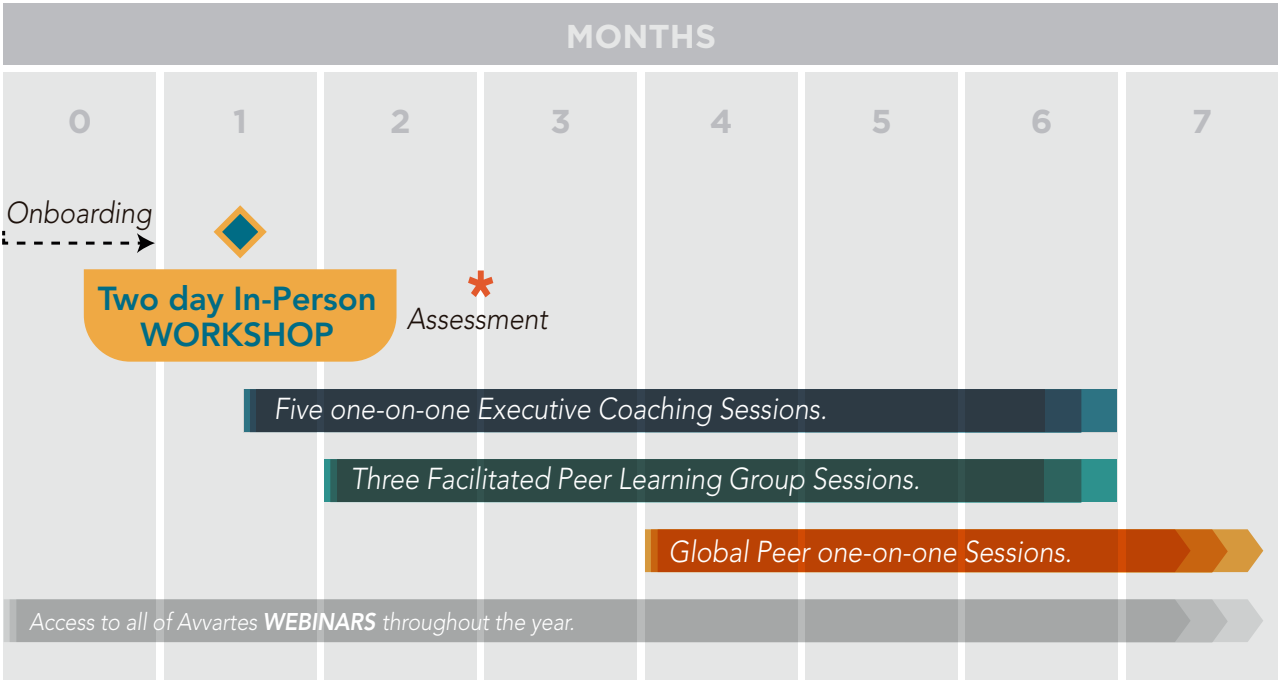 MONTHS
0 1 2 3 4 5 6 7
Onboarding
Two day In-Person
WORKSHOP
*
Assessment
Five one-on-one Executive Coaching Sessions.
Three Facilitated Peer Learning Group Sessions.
Global Peer one-on-one Sessions.
Access to all of Avvartes WEBINARS throughout the year.